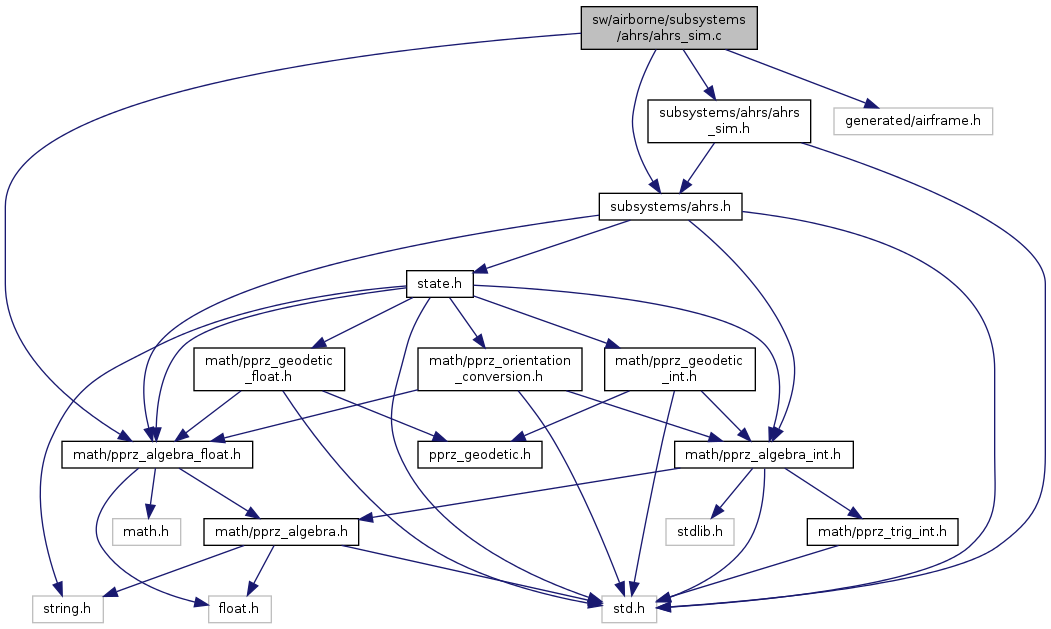 sw/airborne/subsystems
/ahrs/ahrs_sim.c
subsystems/ahrs/ahrs
_sim.h
generated/airframe.h
subsystems/ahrs.h
state.h
math/pprz_geodetic
_float.h
math/pprz_orientation
_conversion.h
math/pprz_geodetic
_int.h
math/pprz_algebra_float.h
pprz_geodetic.h
math/pprz_algebra_int.h
math.h
math/pprz_algebra.h
stdlib.h
math/pprz_trig_int.h
string.h
float.h
std.h